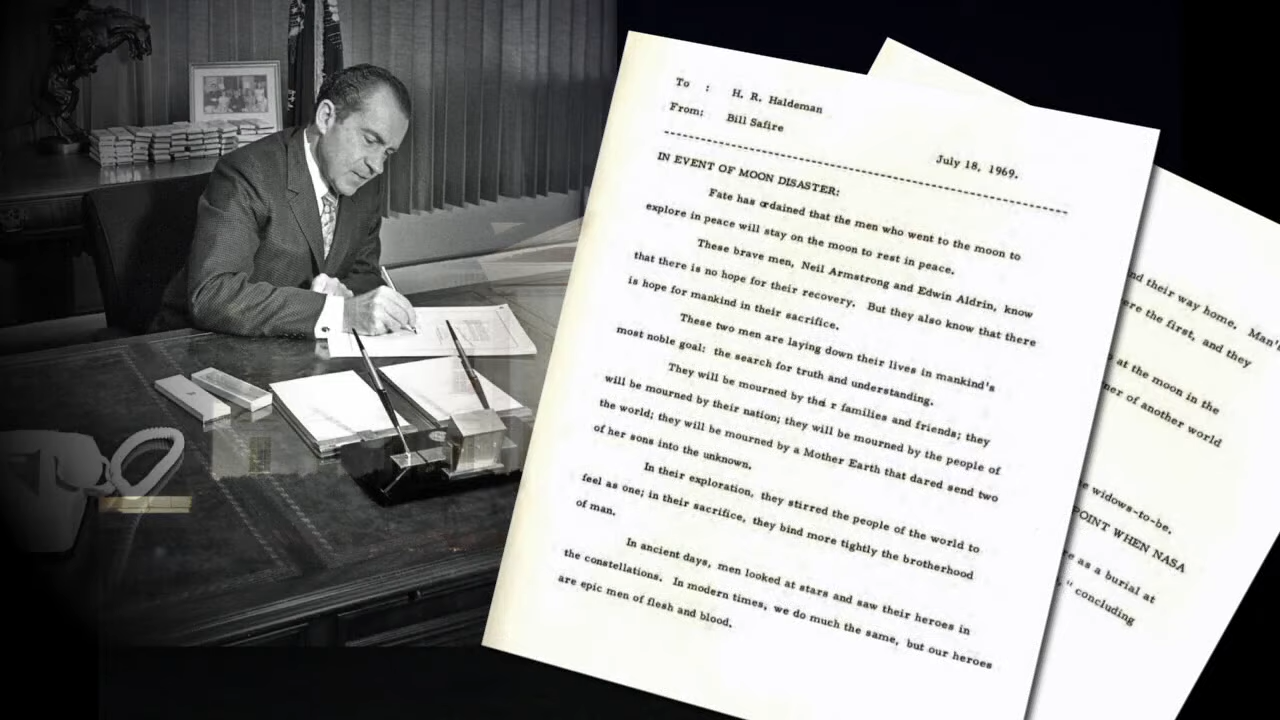 To : H. R. Haldeman
From: Bill Safire
July 18, 1969.
IN EVENT OF MOON DISASTER:
Fate has ordained that the men who went to the moon to
explore in peace will stay on the moon to rest in peace.
These brave men, Neil Armstrong and Edwin Aldrin, know
that there is no hope for their recovery. But they also know that there
is hope for mankind in their sacrifice.
These two men are laying down their lives in mankind's
most noble goal: the search for truth and understanding.
They will be mourned by thei r families and friends; they
will be mourned by their nation; they will be mourned by the people of
the world; they will be mourned by a Mother Earth that dared send two
of her sons into the unknown.
In their exploration, they stirred the people of the world to
feel as one; in their sacrifice, they bind more tightly the brotherhood
of man.
In ancient days, men looked at stars and saw their heroes in
the constellations. In modern times, we do much the same, but our heroes
are epic men of flesh and blood.
nd their way home. Man's
ere the first, and they
at the moon in the
ner of another world
e widows-to-be.
POINT WHEN NASA
re as a burial at
" concluding